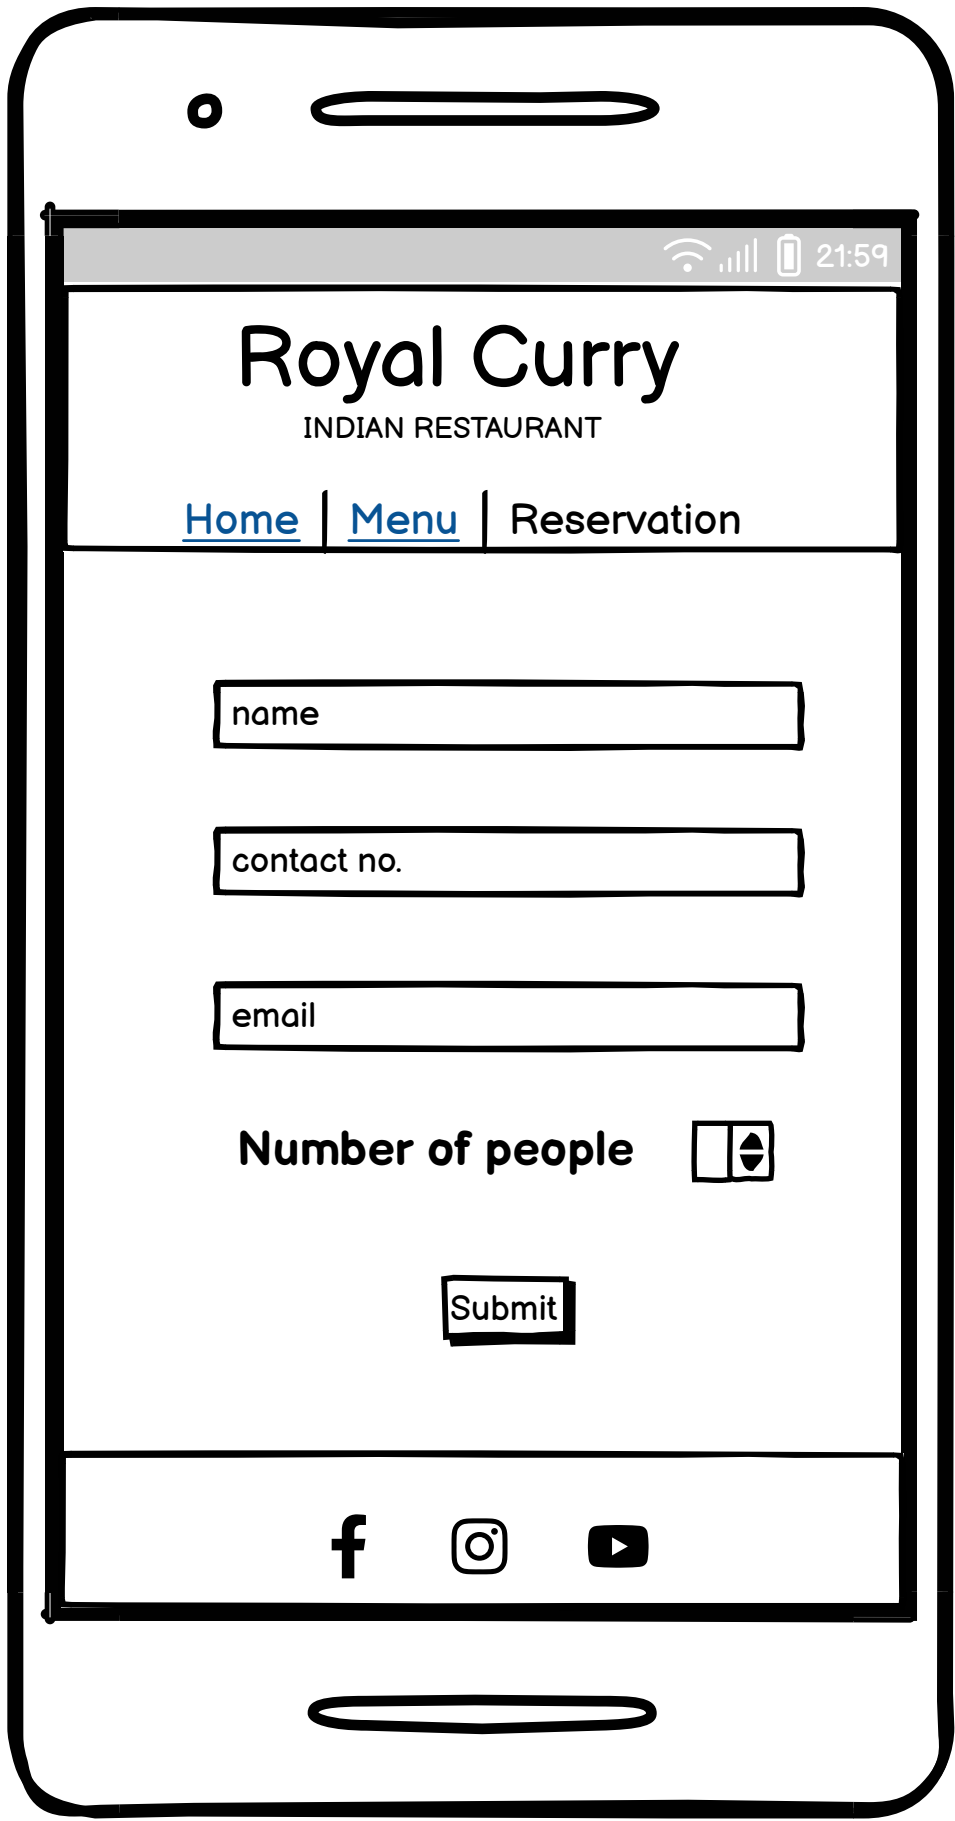 21:59
Royal Curry
INDIAN RESTAURANT
Home Menu Reservation
name
contact no.
email
Number of people
Submit